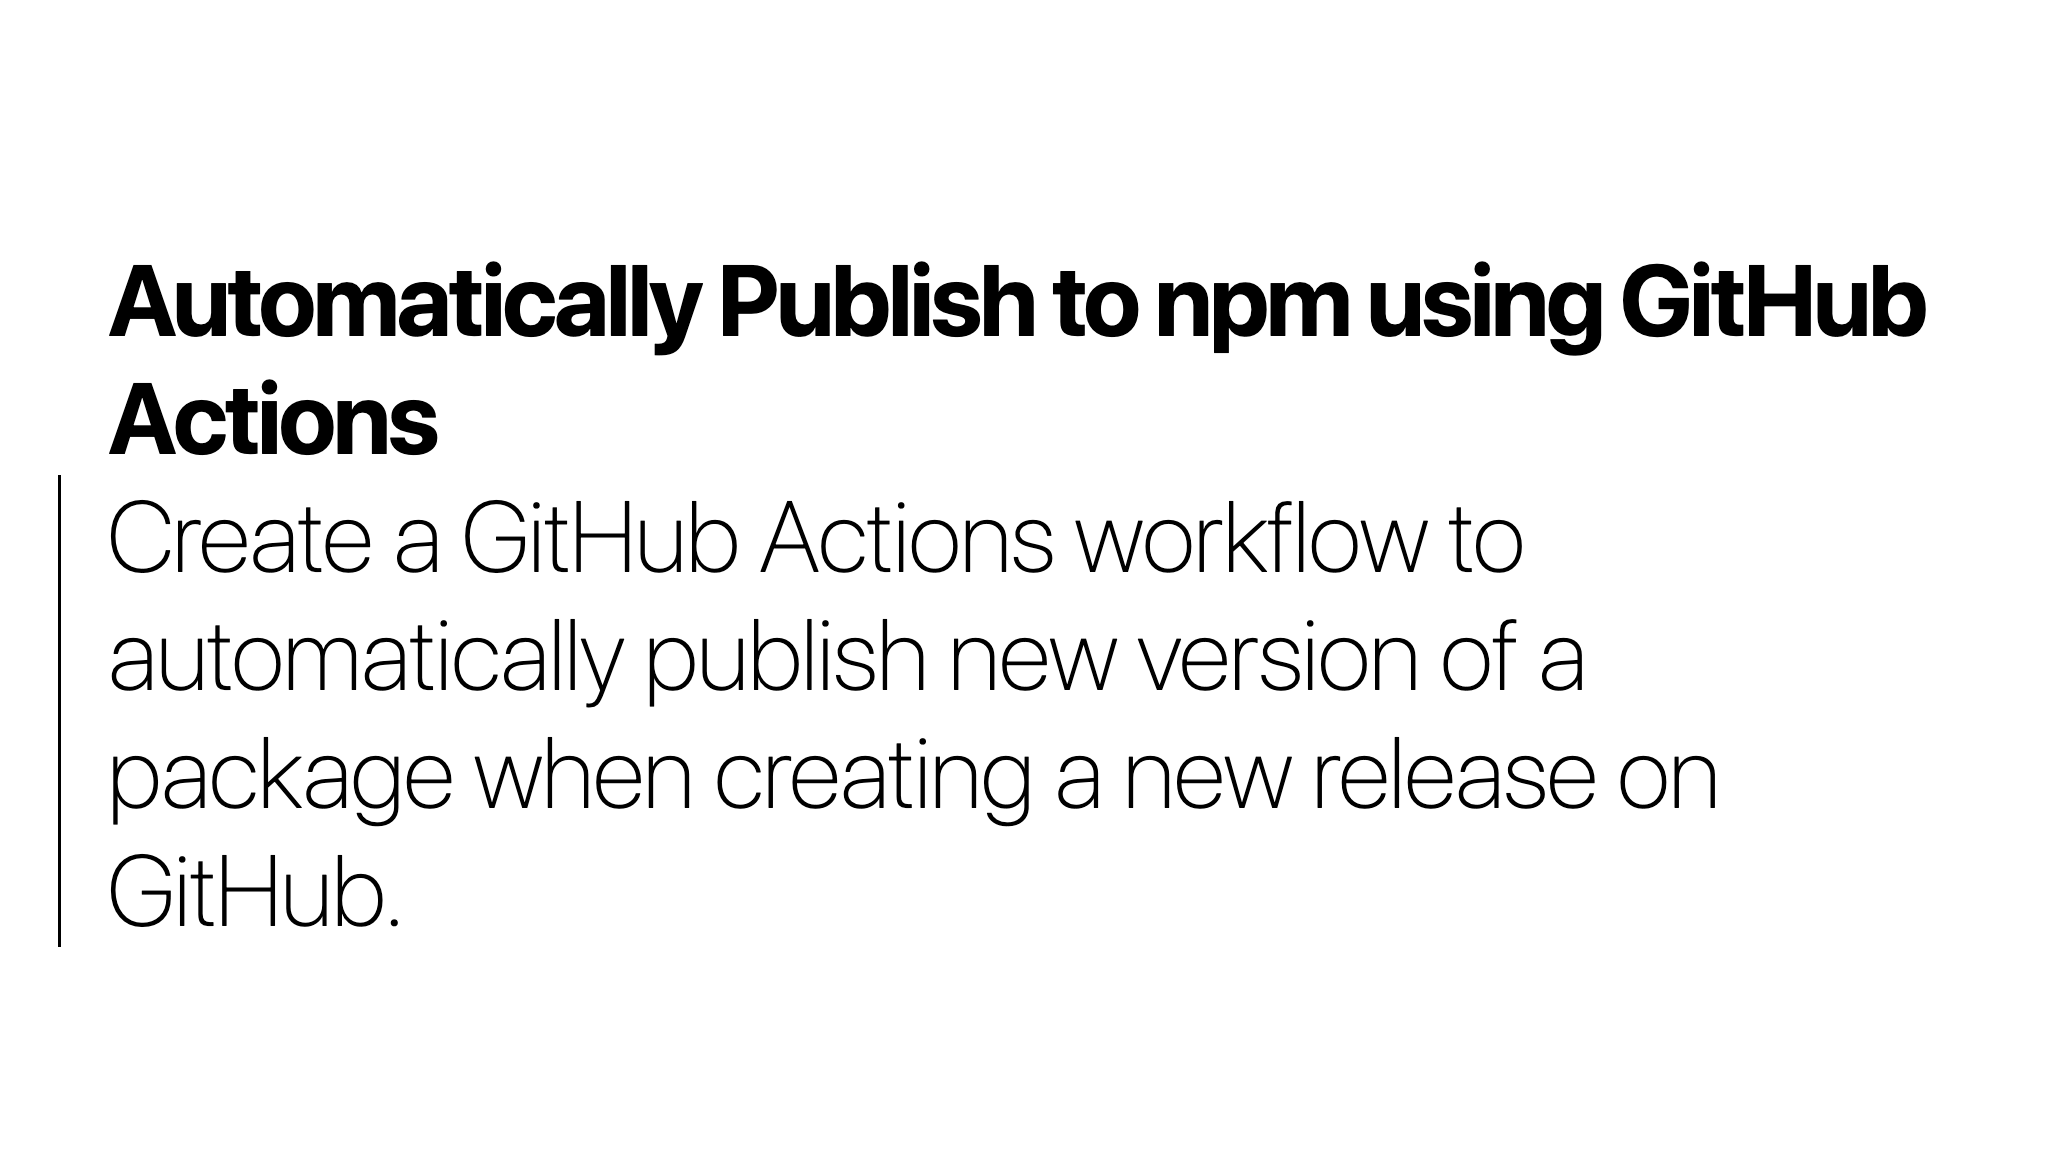 Automatically Publish to npm using GitHub
Actions
Create a GitHub Actions workflow to
automatically publish new version of a
package when creating a new release on
GitHub.